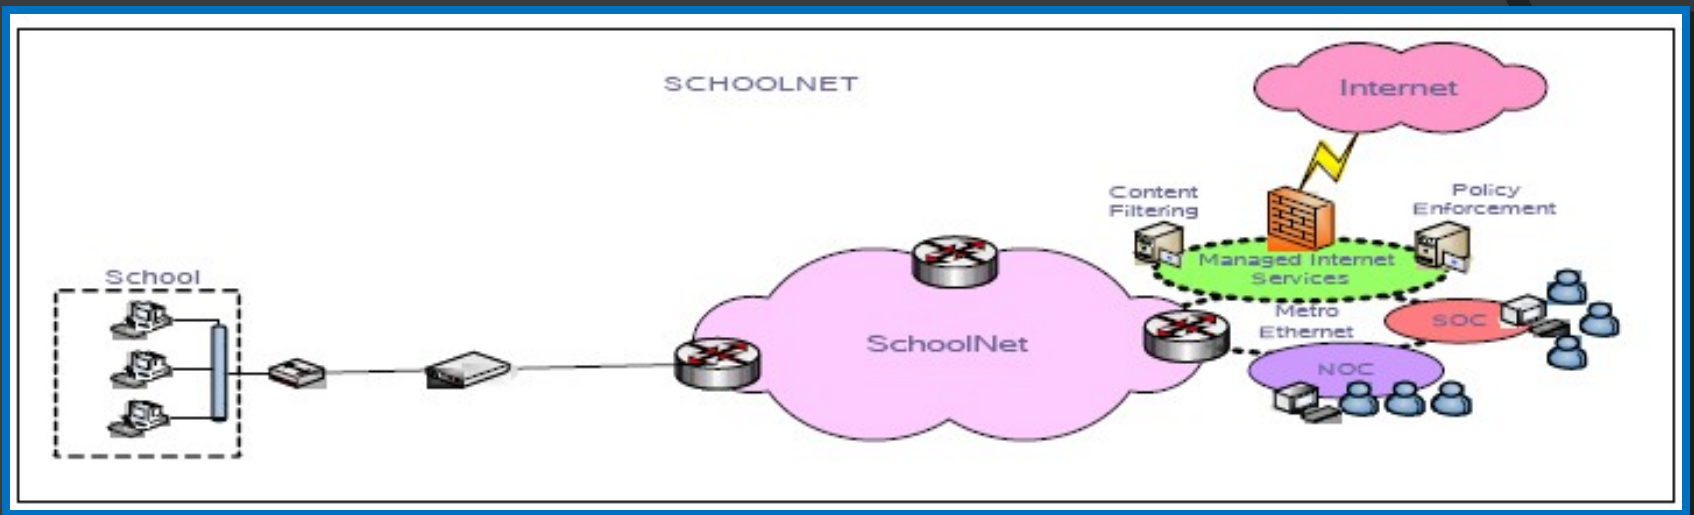 SCHOOLNET
Internet
Content
Filtering
Policy
Enforcement
Managed Internet
Services
School
Metro
Ethernet
SOC
SchoolNet
NOC